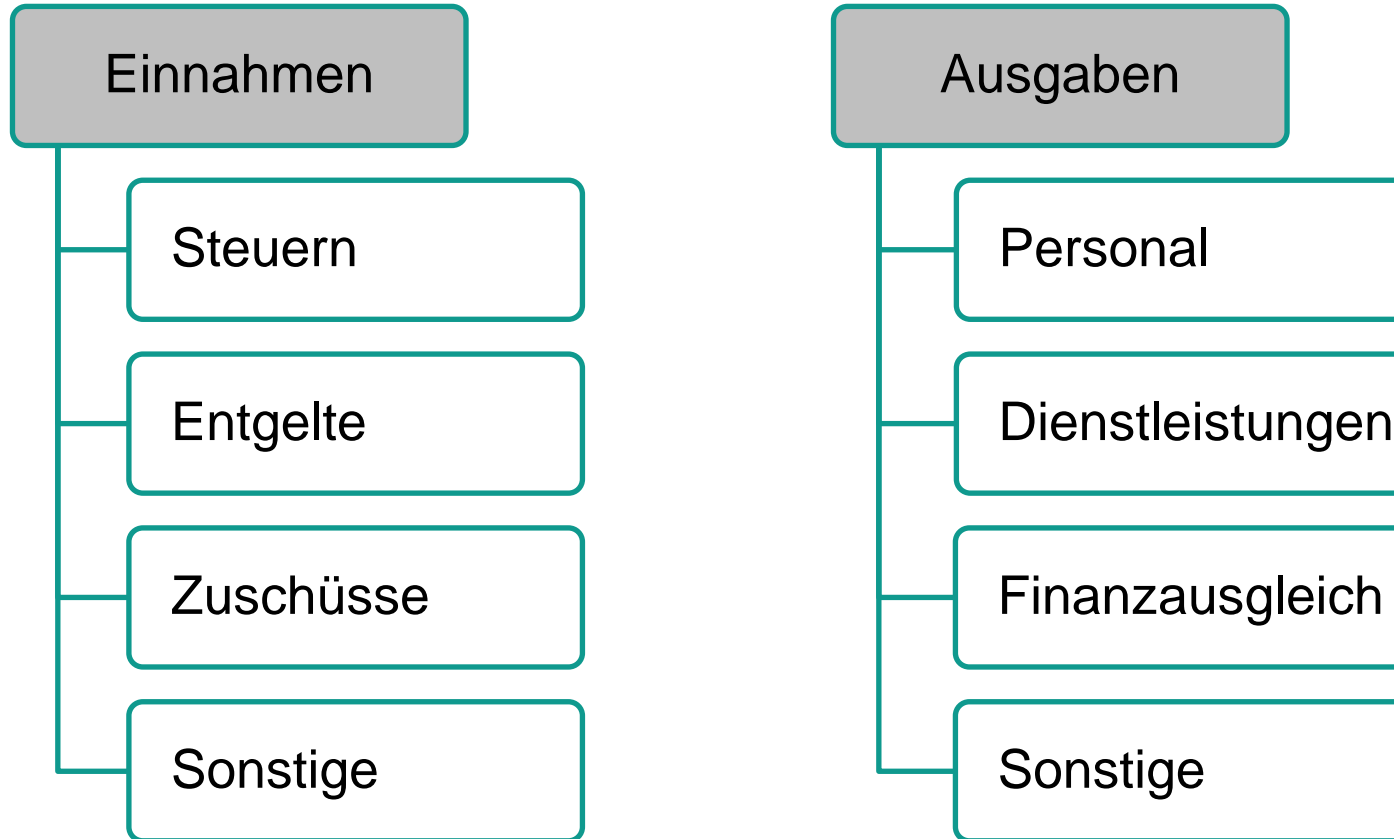 Einnahmen
Steuern
Entgelte
Zuschüsse
Sonstige
Ausgaben
Personal
Dienstleistungen
Finanzausgleich
Sonstige